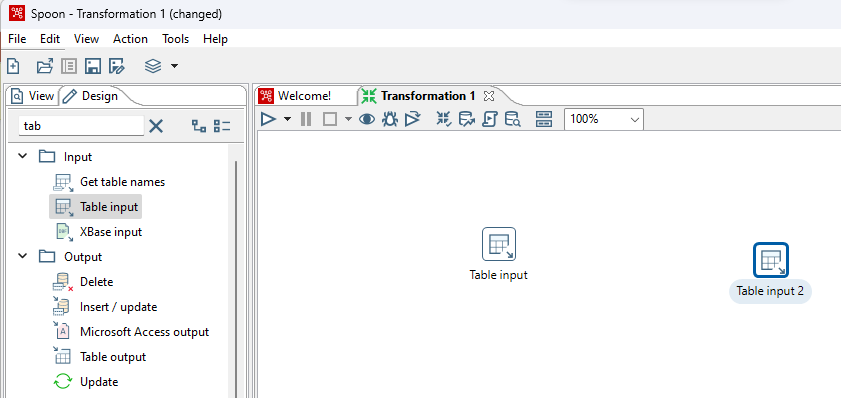 Spoon - Transformation 1 (changed)
File Edit View Action Tools Help
View Design
Welcome! Transformation 1
tab
100%
Input
Get table names
Table input
XBase input
Output
Delete
Insert / update
Microsoft Access output
Table output
Update
Table input
Table input 2